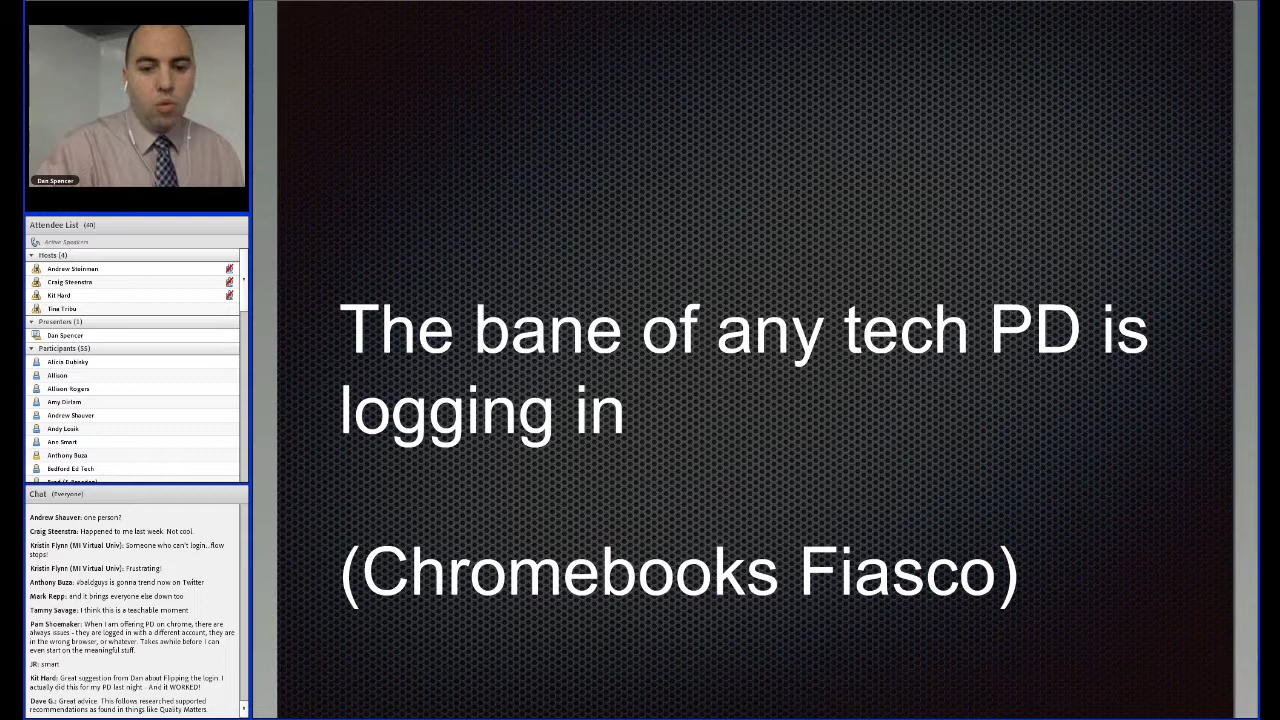 Dan Spencer
Attendee List (60)
Active Speakers
Hosts (4)
Andrew Steinman
Craig Steenstra
Kit Hard
Tina Tribu
Presenters (1)
Dan Spencer
Participants (55)
Alicia Dubinky
Allison
Allison Rogers
Amy Dirlam
Andrew Shauver
Andy Losik
Ann Smart
Anthony Buza
Bedford Ed Tech
Chat (Everyone)
Andrew Shauver: one person?
Craig Steenstra: Happened to me last week. Not cool.
Kristin Flynn (MI Virtual Univ): Someone who can't login...flow
stops!
Kristin Flynn (MI Virtual Univ): Frustrating!
Anthony Buza: #baldguys is gonna trend now on Twitter
Mark Repp: and it brings everyone else down too
Tammy Savage: I think this is a teachable moment
Pam Shoemaker: When I am offering PD on chrome, there are
always issues - they are logged in with a different account, they are
in the wrong browser, or whatever. Takes awhile before I can
even start on the meaningful stuff.
JR: smart
Kit Hard: Great suggestion from Dan about Flipping the login. I
actually did this for my PD last night - And it WORKED!
Dave G.: Great advice. This follows researched supported
recommendations as found in things like Quality Matters.
The bane of any tech PD is
logging in
(Chromebooks Fiasco)